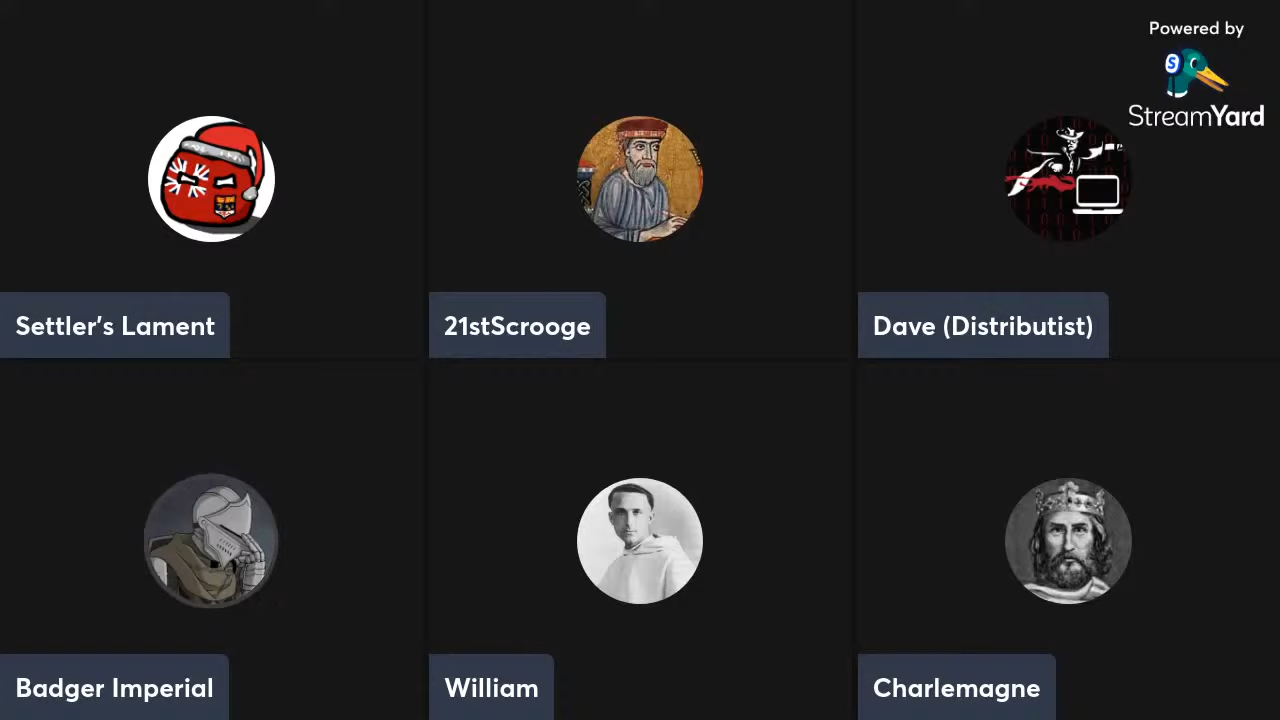 Powered by
S
StreamYard
Settler's Lament
21stScrooge
Dave (Distributist)
Badger Imperial
William
Charlemagne